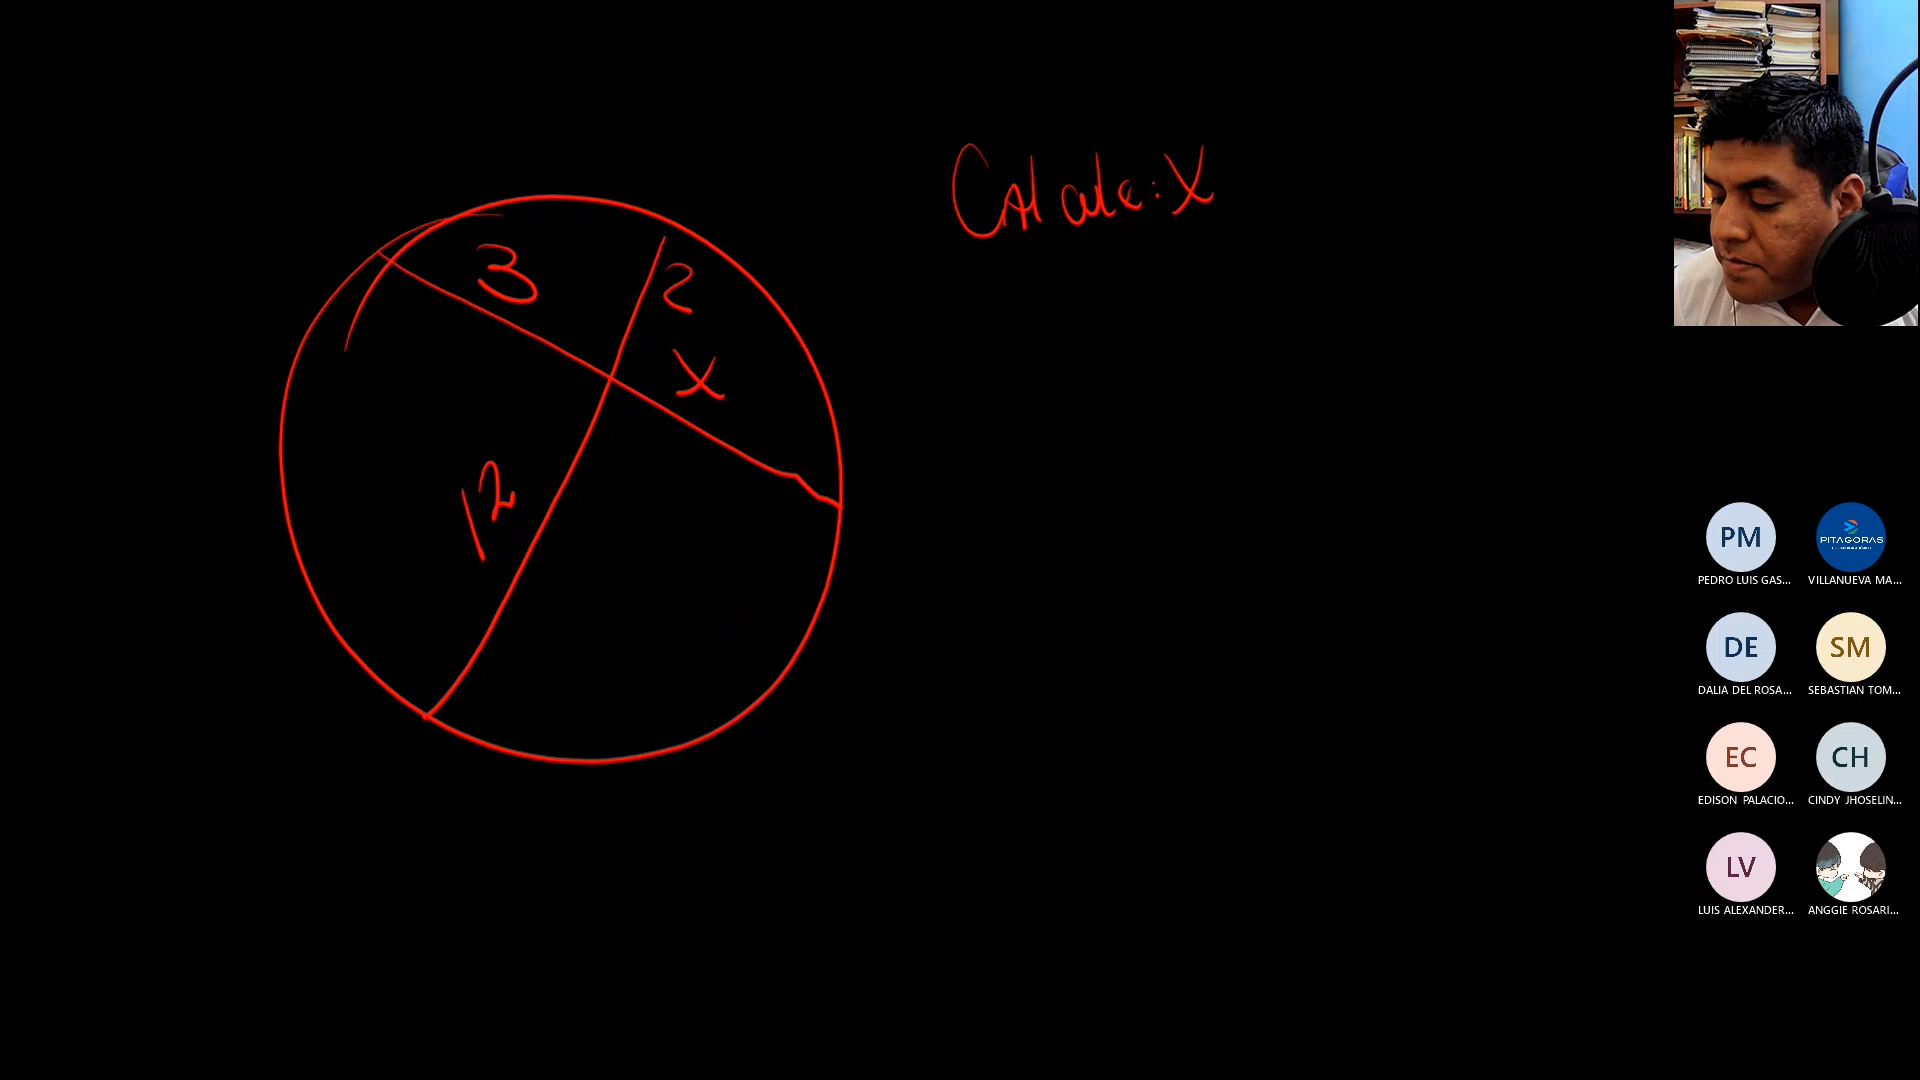 Calcule: X
3
2
X
12
PM
PITAGORAS
PEDRO LUIS GAS...
VILLANUEVA MA...
DE
SM
DALIA DEL ROSA...
SEBASTIAN TOM...
EC
CH
EDISON PALACIO...
CINDY JHOSELIN...
LV
LUIS ALEXANDER...
ANGGIE ROSARI...